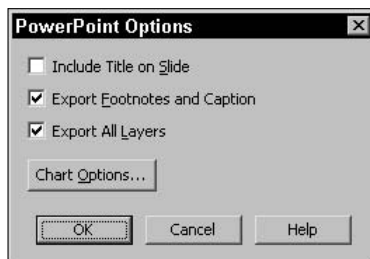 PowerPoint Options
Include Title on Slide
Export Footnotes and Caption
Export All Layers
Chart Options...
OK Cancel Help